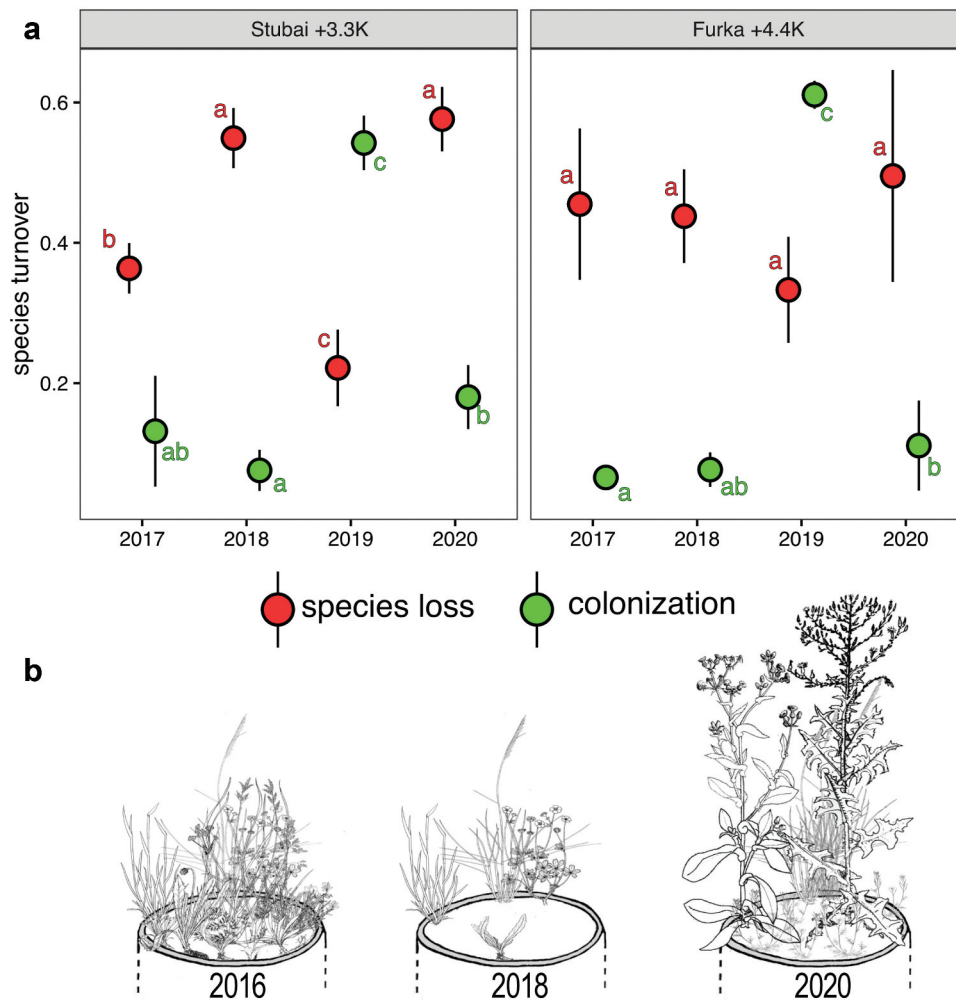 a
Stubai +3.3K
Furka +4.4K
species turnover
0.6
0.4
0.2
b
a
c
a
ab
a
c
b
a
a
a
a
a
ab
c
b
2017 2018 2019 2020
2017 2018 2019 2020
species loss
colonization
b
2016
2018
2020